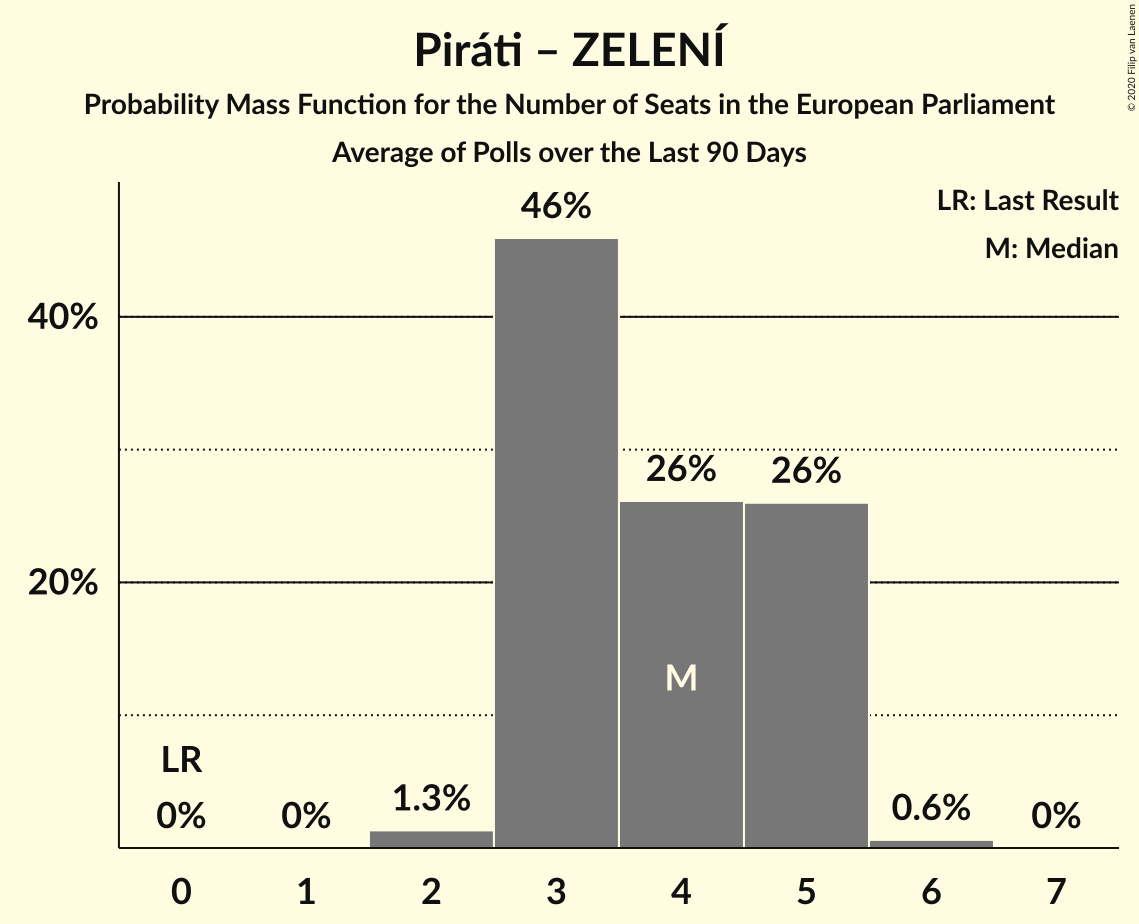 Piráti – ZELENÍ
Probability Mass Function for the Number of Seats in the European Parliament
Average of Polls over the Last 90 Days
© 2020 Filip van Laenen
LR: Last Result
M: Median
46%
40%
26%
26%
20%
M
LR
0%
0%
1.3%
0.6%
0%
0
1
2
3
4
5
6
7